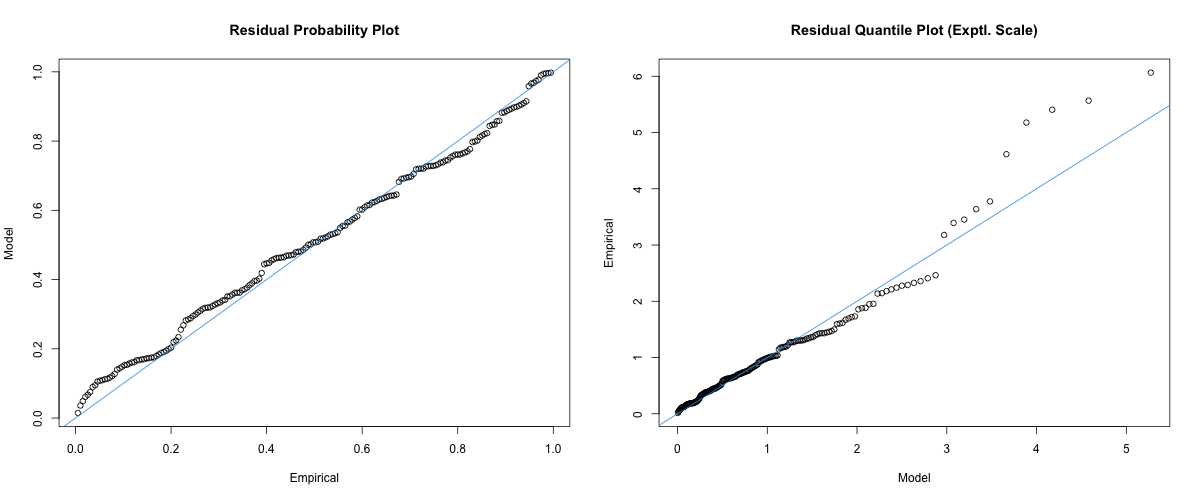 Residual Probability Plot
1.0
0.8
0.6
0.4
0.2
0.0
Model
0.0 0.2 0.4 0.6 0.8 1.0
Empirical
Residual Quantile Plot (Exptl. Scale)
6
5
4
3
2
1
0
Empirical
0 1 2 3 4 5
Model